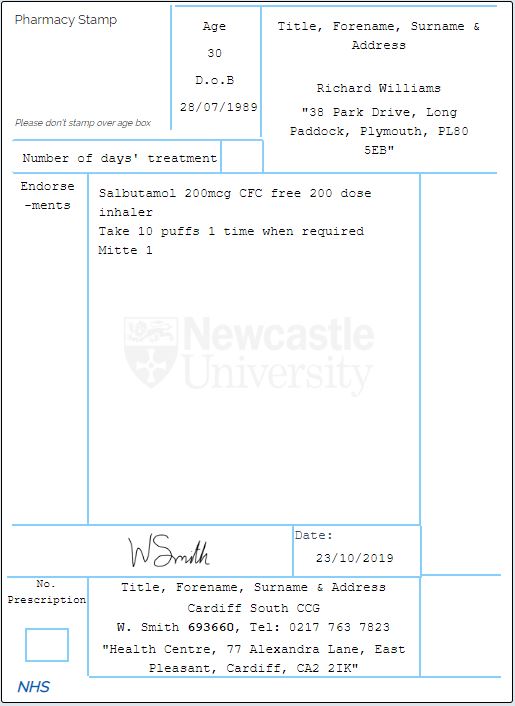 Pharmacy Stamp
Please don't stamp over age box
Age
30
D.o.B
28/07/1989
Title, Forename, Surname &
Address
Richard Williams
"38 Park Drive, Long
Paddock, Plymouth, PL80
5EB"
Number of days' treatment
Endorse
-ments
Salbutamol 200mcg CFC free 200 dose
inhaler
Take 10 puffs 1 time when required
Mitte 1
Newcastle
University
W Smith
Date:
23/10/2019
No.
Prescription
Title, Forename, Surname & Address
Cardiff South CCG
W. Smith 693660, Tel: 0217 763 7823
"Health Centre, 77 Alexandra Lane, East
Pleasant, Cardiff, CA2 2IK"
NHS